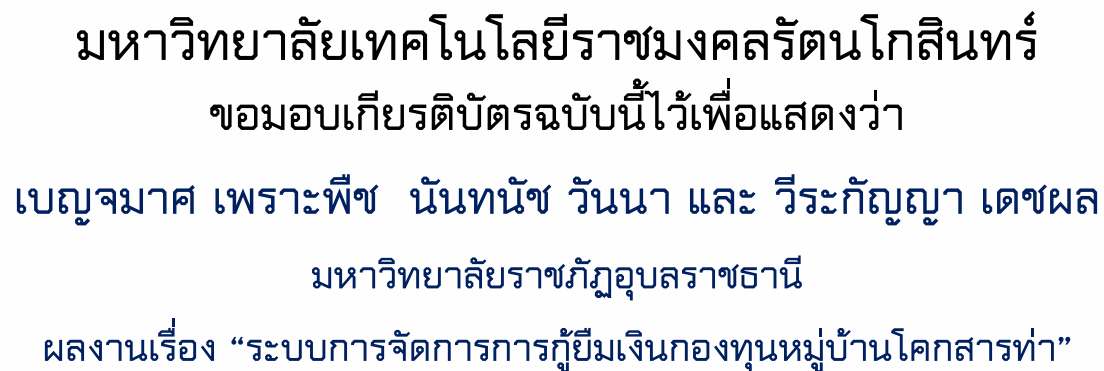 มหาวิทยาลัยเทคโนโลยีราชมงคลรัตนโกสินทร์
ขอมอบเกียรติบัตรฉบับนี้ไว้เพื่อแสดงว่า
เบญจมาศ เพราะพืช นันทนัช วันนา และ วีระกัญญา เดชผล
มหาวิทยาลัยราชภัฏอุบลราชธานี
ผลงานเรื่อง “ระบบการจัดการการกู้ยืมเงินกองทุนหมู่บ้านโคกสารท่า”